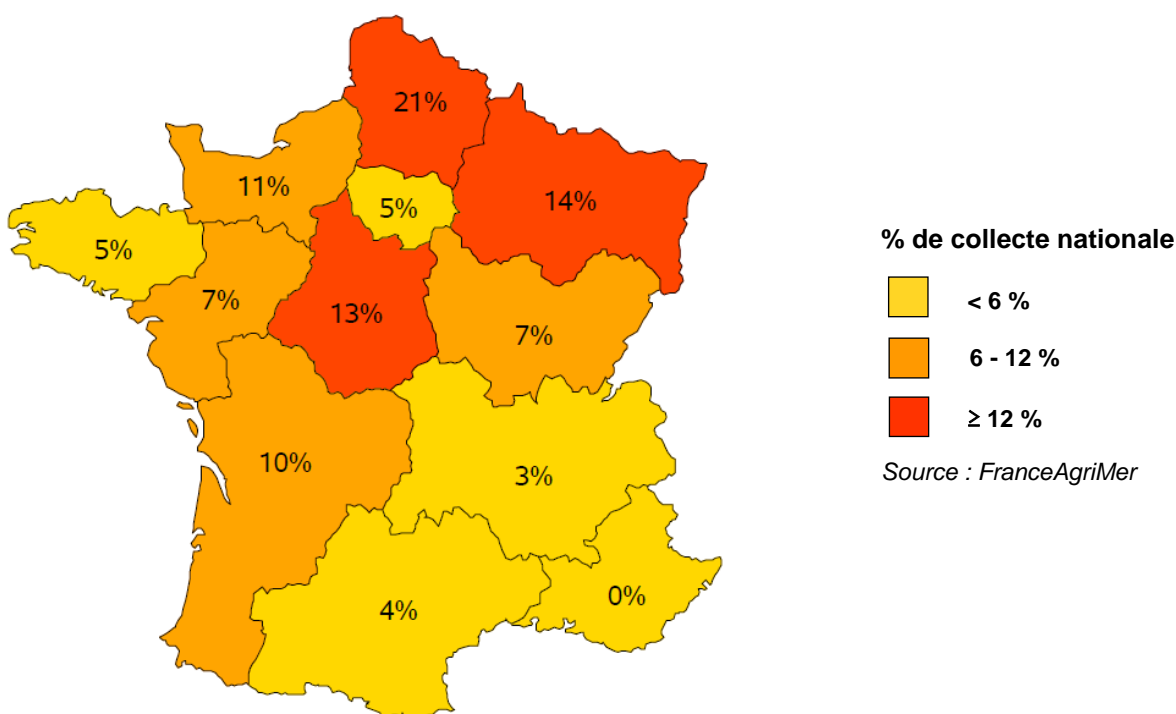 21%
11%
5%
14%
5%
7%
13%
7%
10%
3%
4%
0%
% de collecte nationale
< 6 %
6 - 12 %
≥ 12 %
Source : FranceAgriMer